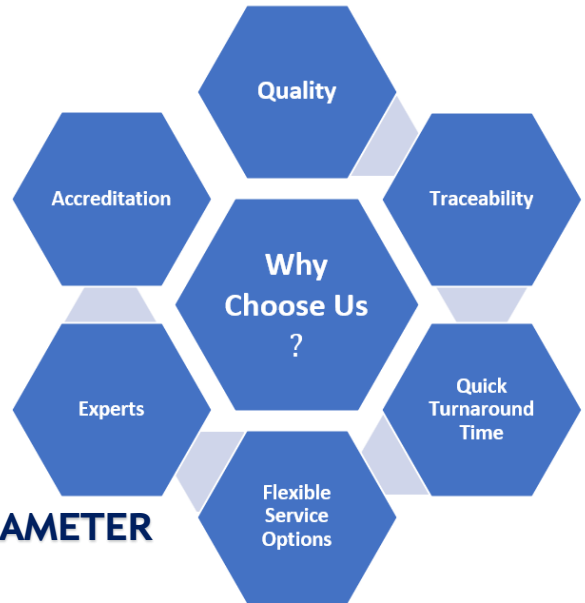 Quality
Accreditation
Traceability
Why
Choose Us
?
Experts
Quick
Turnaround
Time
Flexible
Service
Options
AMETER